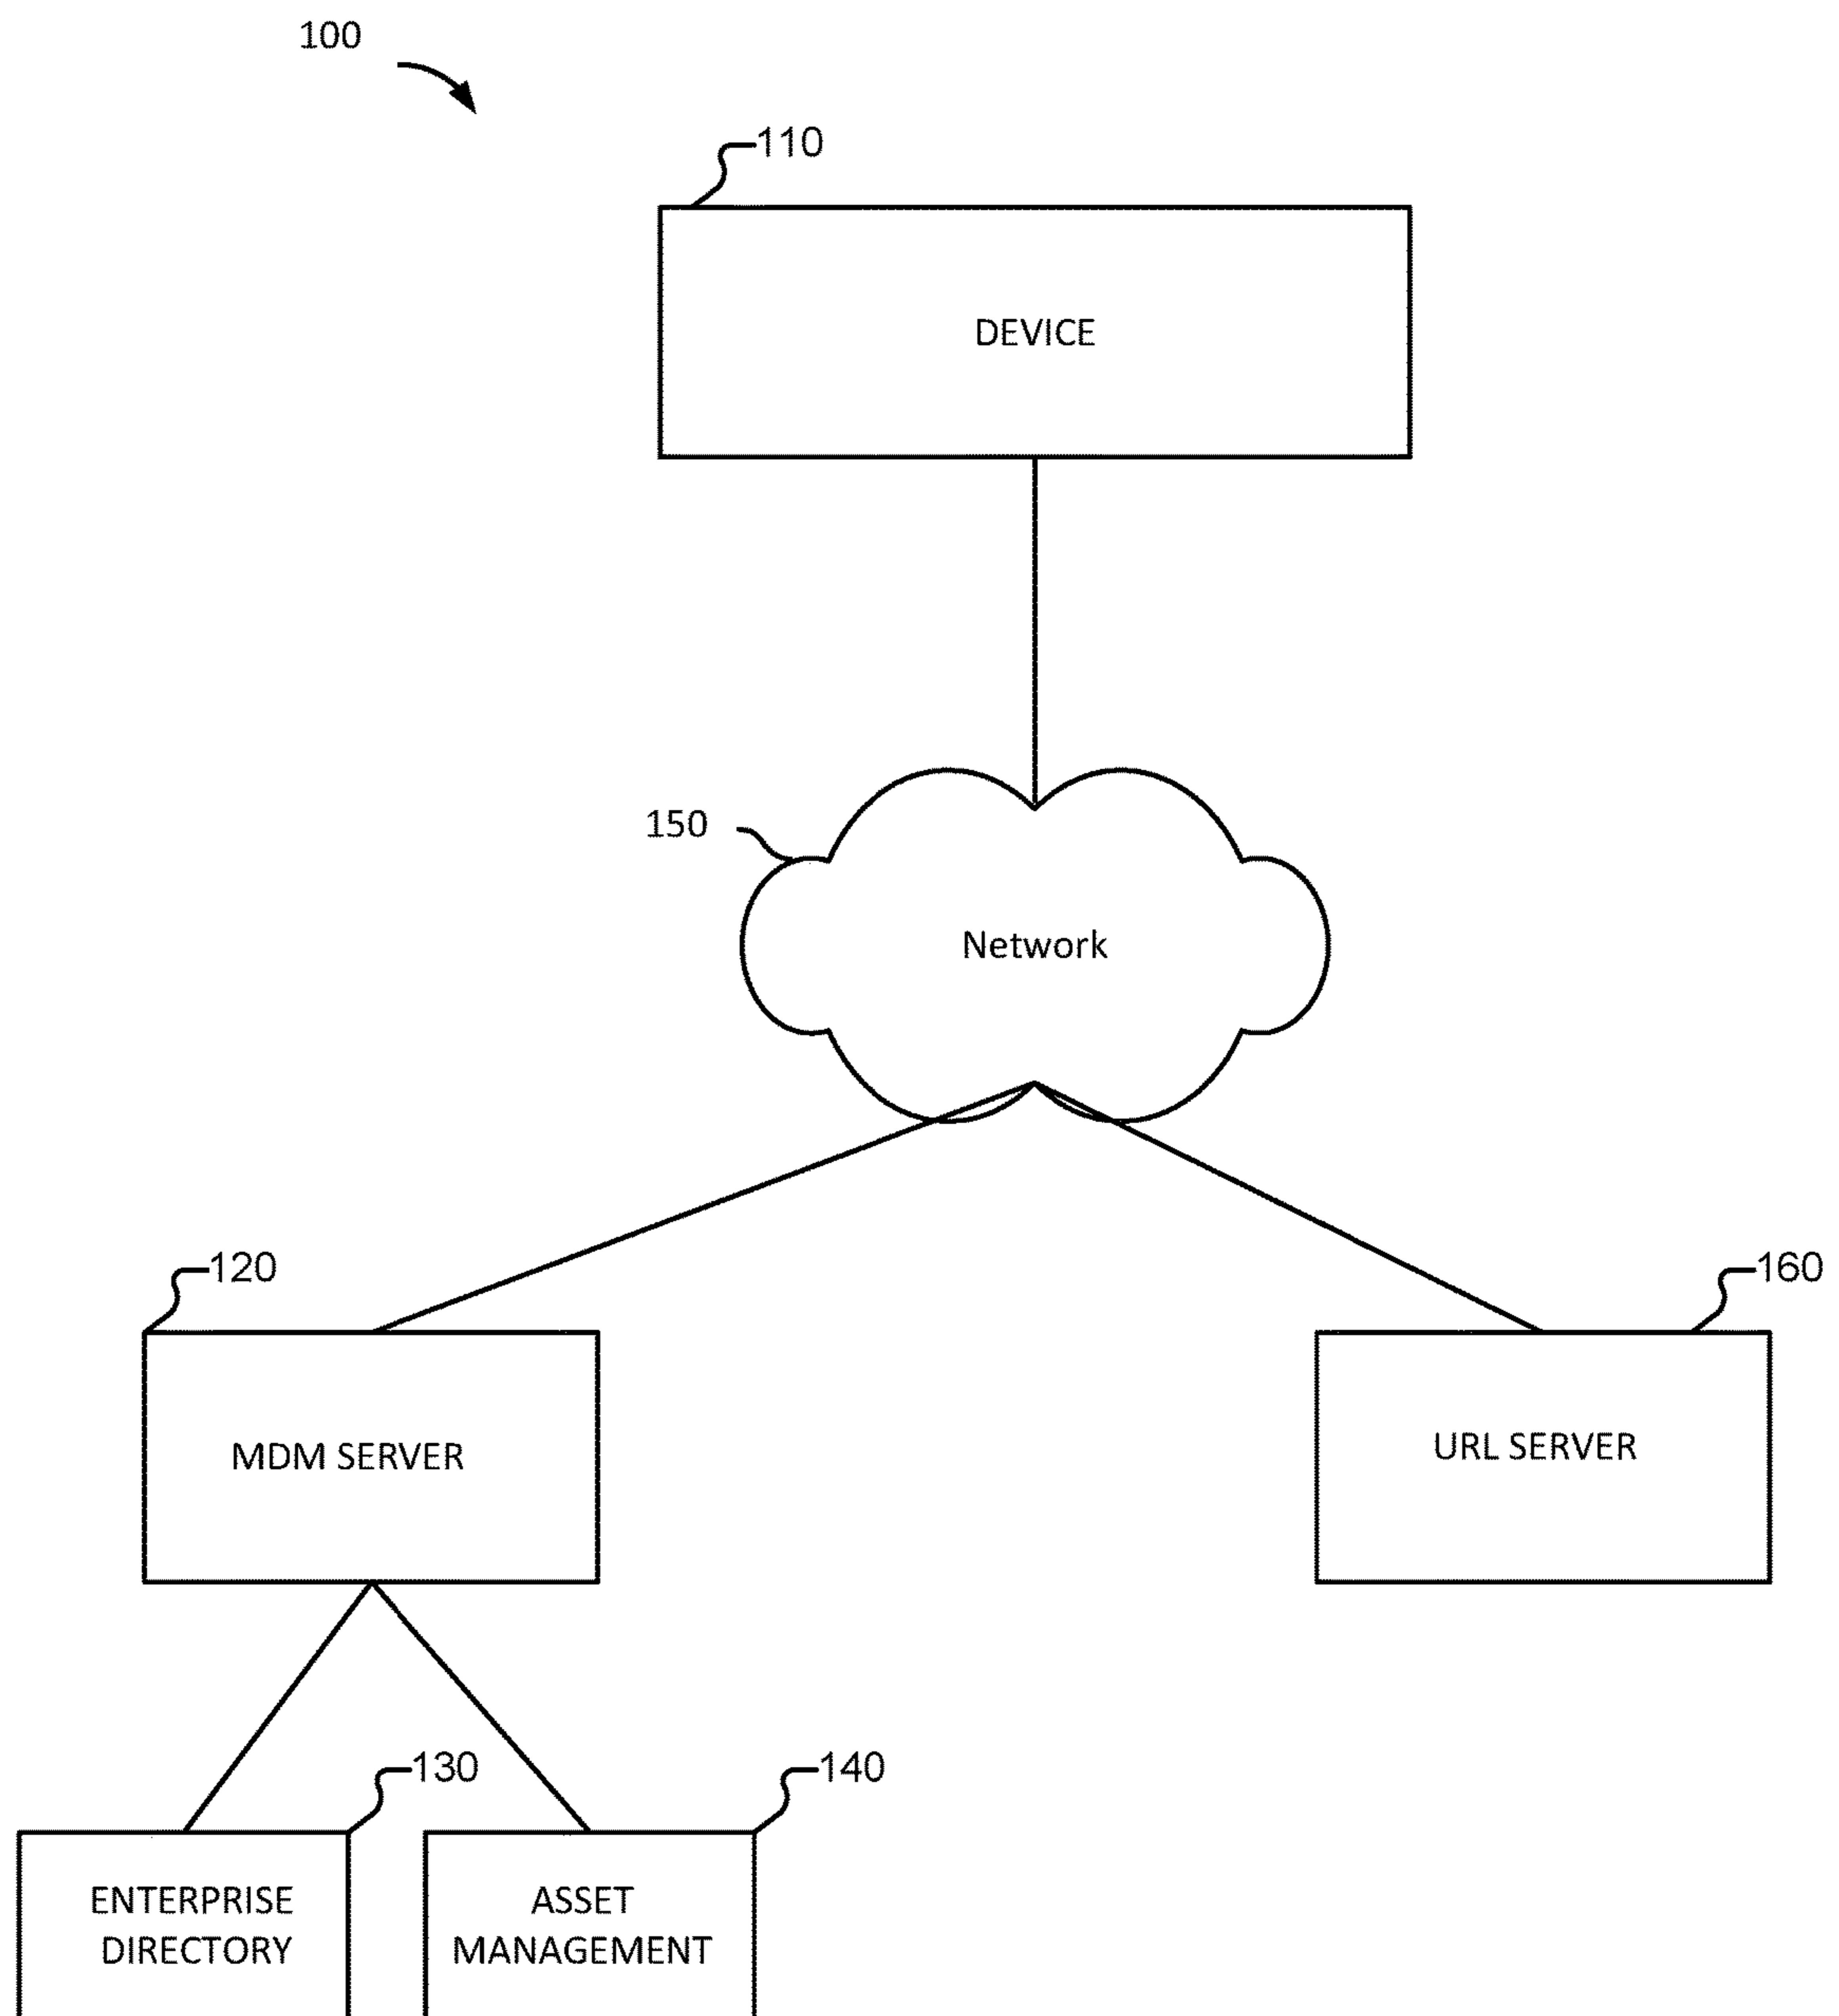 100
110
DEVICE
150
Network
120
160
MDM SERVER
URL SERVER
130
140
ENTERPRISE
DIRECTORY
ASSET
MANAGEMENT